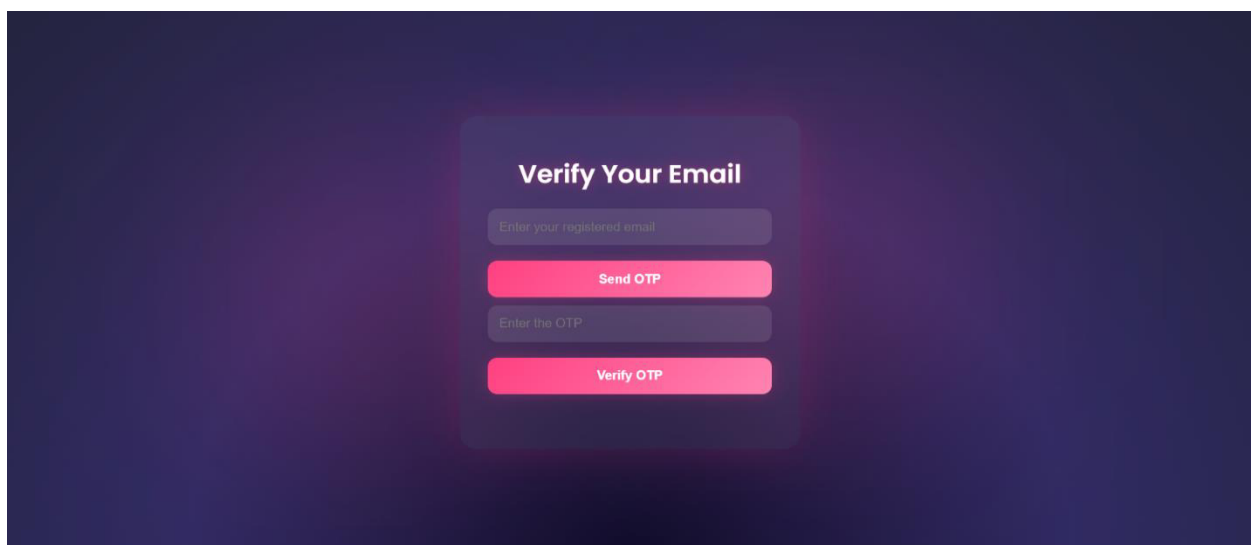 Verify Your Email
Enter your registered email
Send OTP
Enter the OTP
Verify OTP